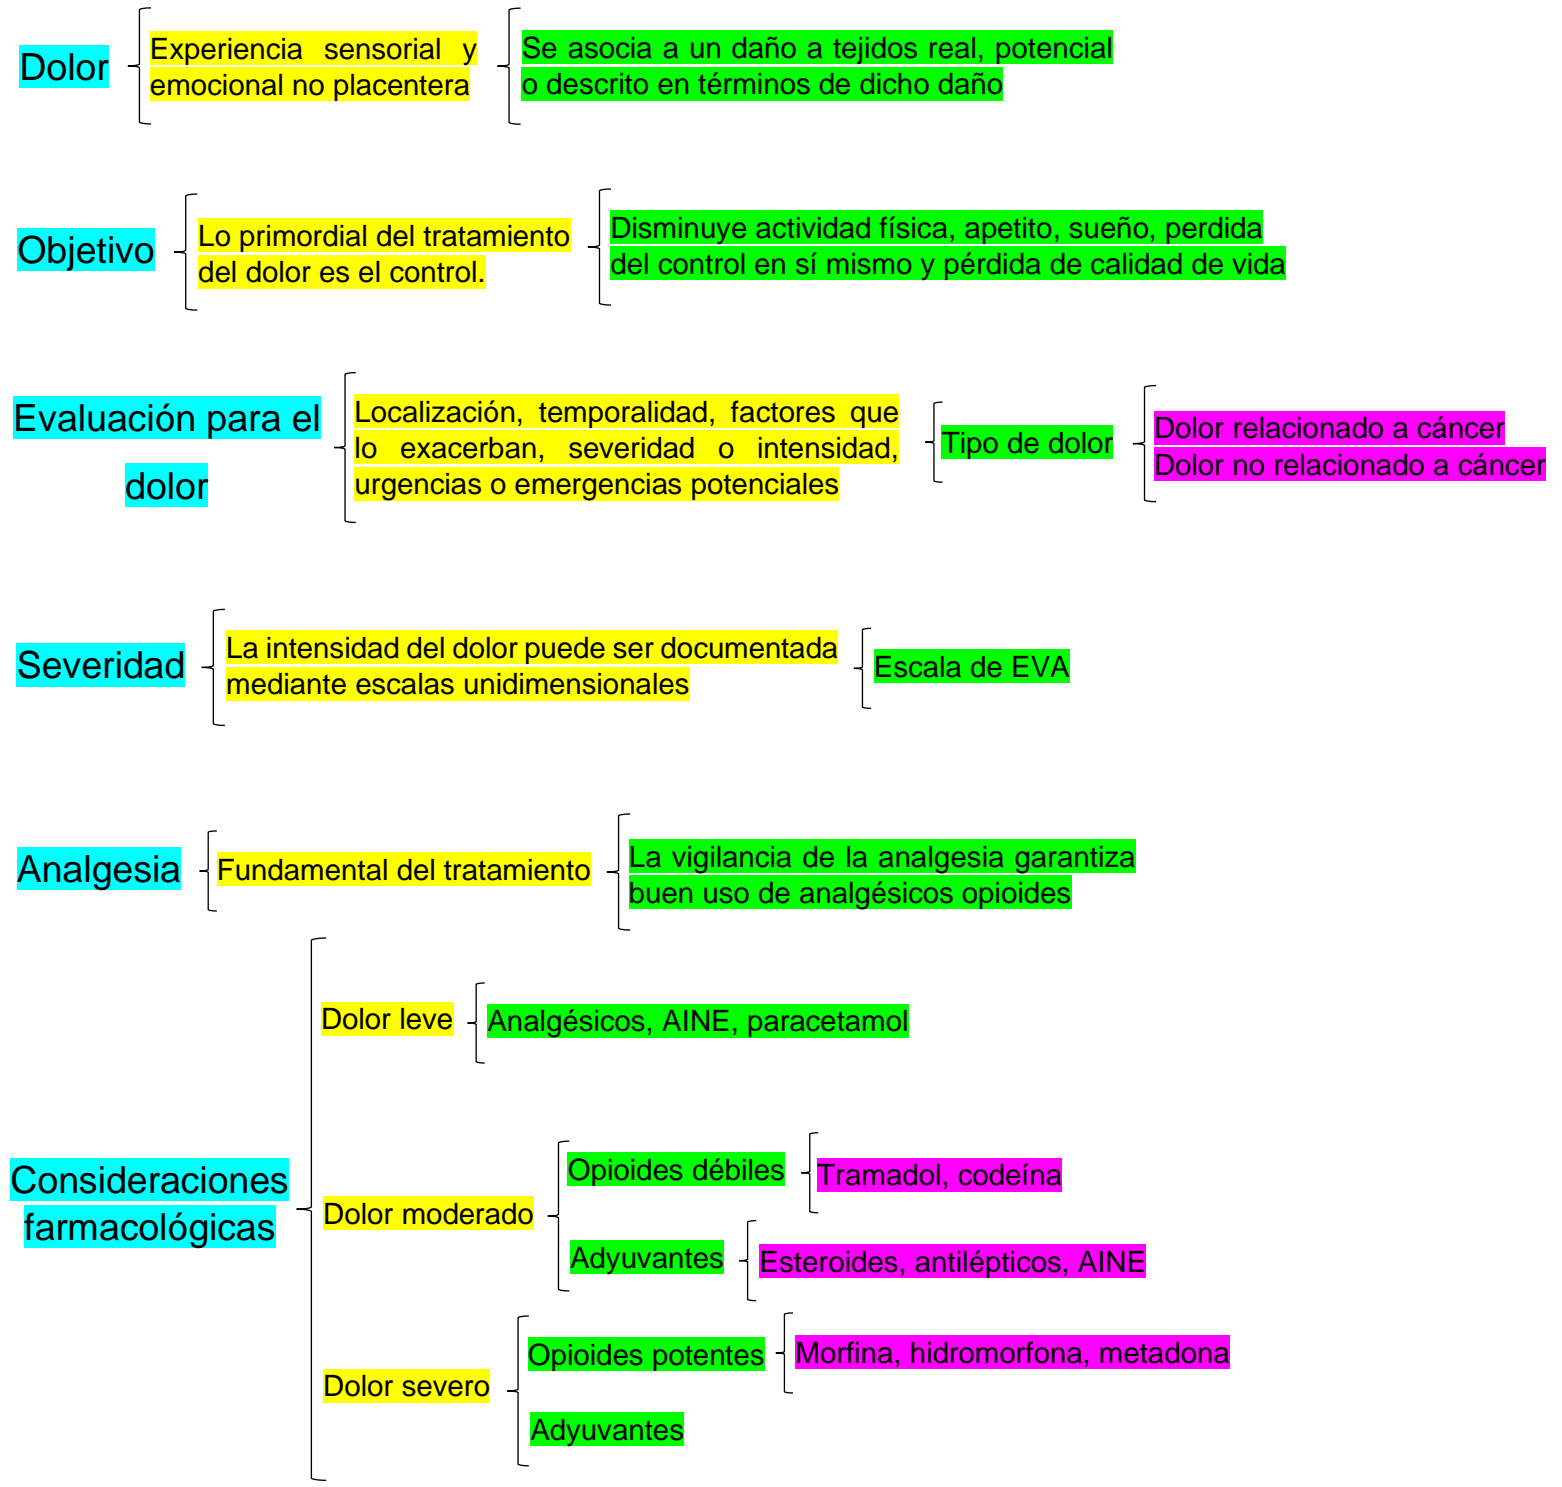 Dolor
Experiencia sensorial y
emocional no placentera
Se asocia a un daño a tejidos real, potencial
o descrito en términos de dicho daño
Objetivo
Lo primordial del tratamiento
del dolor es el control.
Disminuye actividad física, apetito, sueño, perdida
del control en sí mismo y pérdida de calidad de vida
Evaluación para el
dolor
Localización, temporalidad, factores que
lo exacerban, severidad o intensidad,
urgencias o emergencias potenciales
Tipo de dolor
Dolor relacionado a cáncer
Dolor no relacionado a cáncer
Severidad
La intensidad del dolor puede ser documentada
mediante escalas unidimensionales
Escala de EVA
Analgesia
Fundamental del tratamiento
La vigilancia de la analgesia garantiza
buen uso de analgésicos opioides
Consideraciones
farmacológicas
Dolor leve
Analgésicos, AINE, paracetamol
Dolor moderado
Opioides débiles
Tramadol, codeína
Adyuvantes
Esteroides, antilépticos, AINE
Dolor severo
Opioides potentes
Morfina, hidromorfona, metadona
Adyuvantes